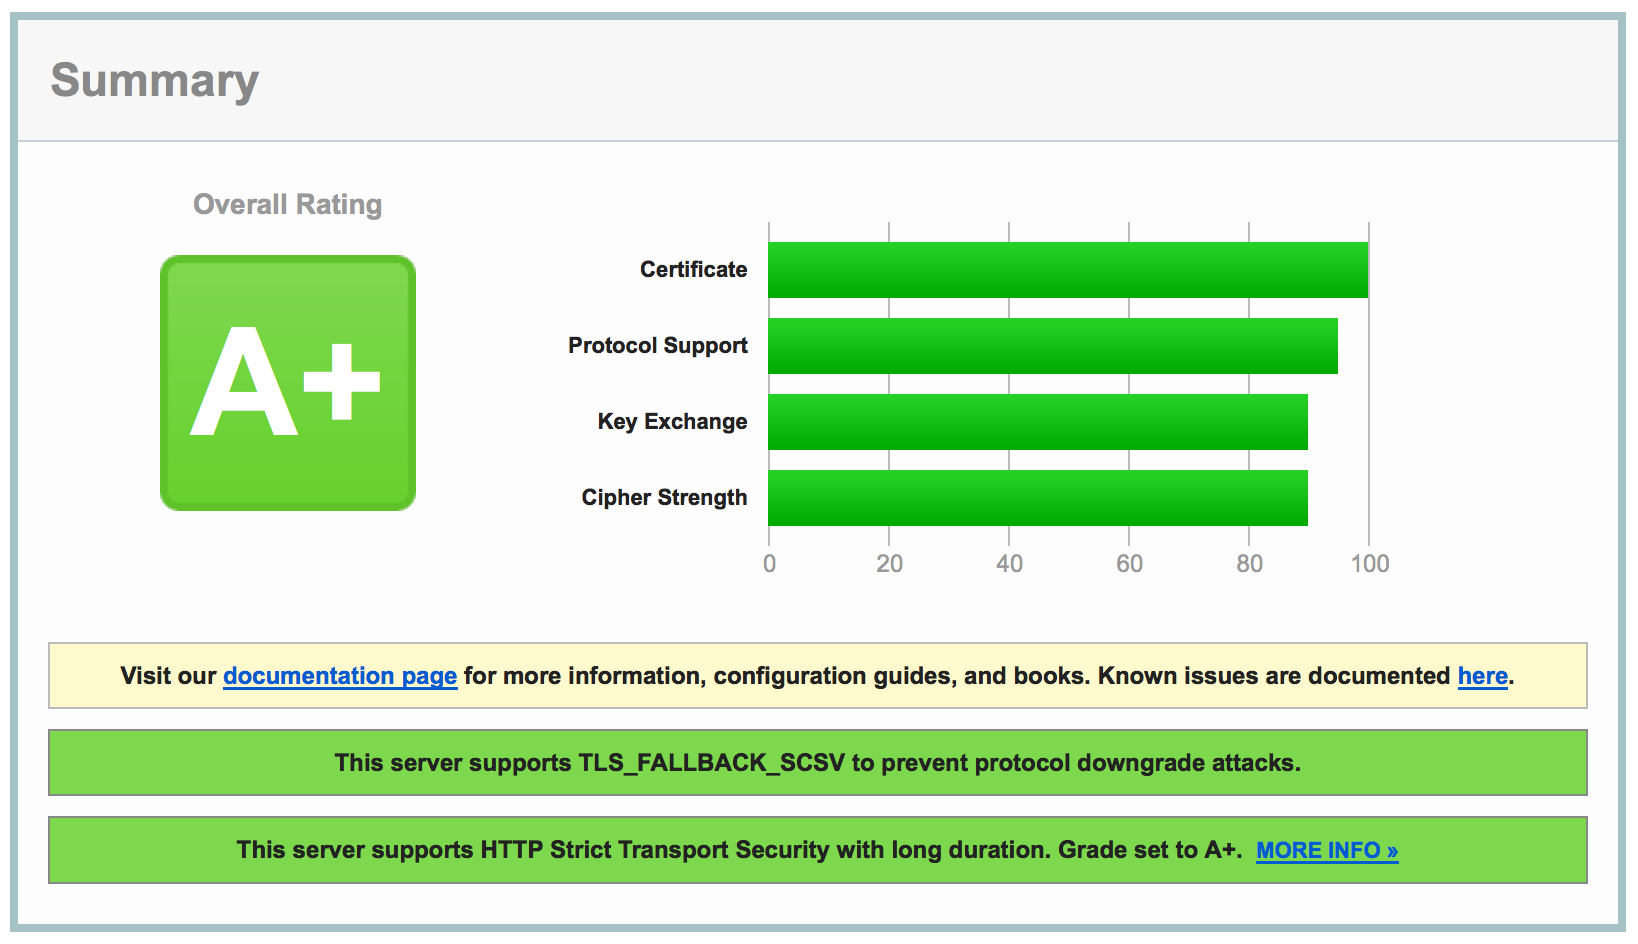 Summary
Overall Rating
A+
Certificate
Protocol Support
Key Exchange
Cipher Strength
0 20 40 60 80 100
Visit our documentation page for more information, configuration guides, and books. Known issues are documented here.
This server supports TLS_FALLBACK_SCSV to prevent protocol downgrade attacks.
This server supports HTTP Strict Transport Security with long duration. Grade set to A+. MORE INFO »